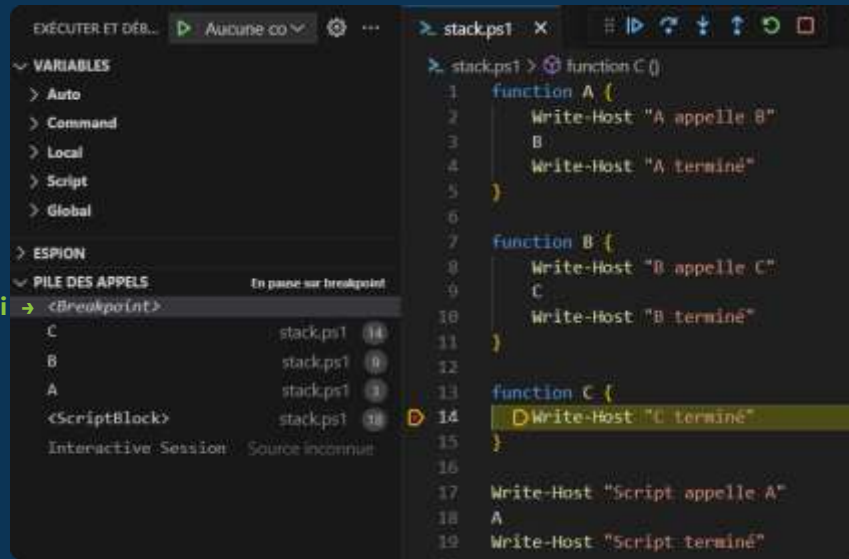 EXÉCUTER ET DÉB... Aucune co
VARIABLES
Auto
Command
Local
Script
Global
ESPION
PILE DES APPELS En pause sur breakpoint
i → <Breakpoint>
C stack.ps1 14
B stack.ps1 9
A stack.ps1 3
<ScriptBlock> stack.ps1 18
Interactive Session Source inconnue
stack.ps1
stack.ps1 > function C ()
1 function A {
2 Write-Host "A appelle B"
3 B
4 Write-Host "A terminé"
5 }
6
7 function B {
8 Write-Host "B appelle C"
9 C
10 Write-Host "B terminé"
11 }
12
13 function C {
14 Write-Host "C terminé"
15 }
16
17 Write-Host "Script appelle A"
18 A
19 Write-Host "Script terminé"